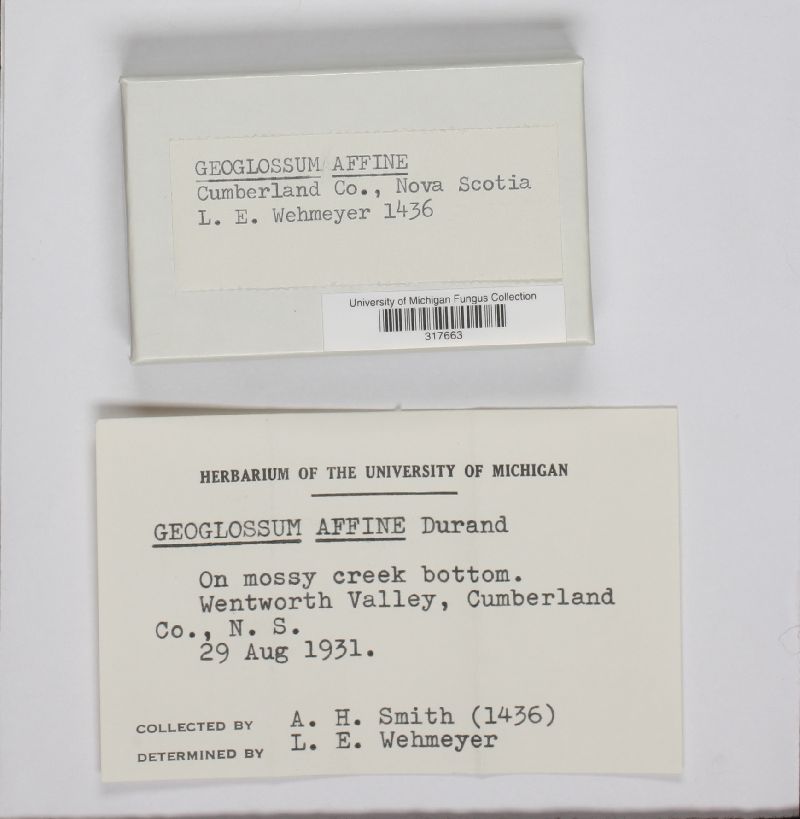 GEOGLOSSUM AFFINE
Cumberland Co., Nova Scotia
L. E. Wehmeyer 1436
University of Michigan Fungus Collection
317663
HERBARIUM OF THE UNIVERSITY OF MICHIGAN
GEOGLOSSUM AFFINE Durand
On mossy creek bottom.
Wentworth Valley, Cumberland
Co., N. S.
29 Aug 1931.
COLLECTED BY A. H. Smith (1436)
DETERMINED BY L. E. Wehmeyer